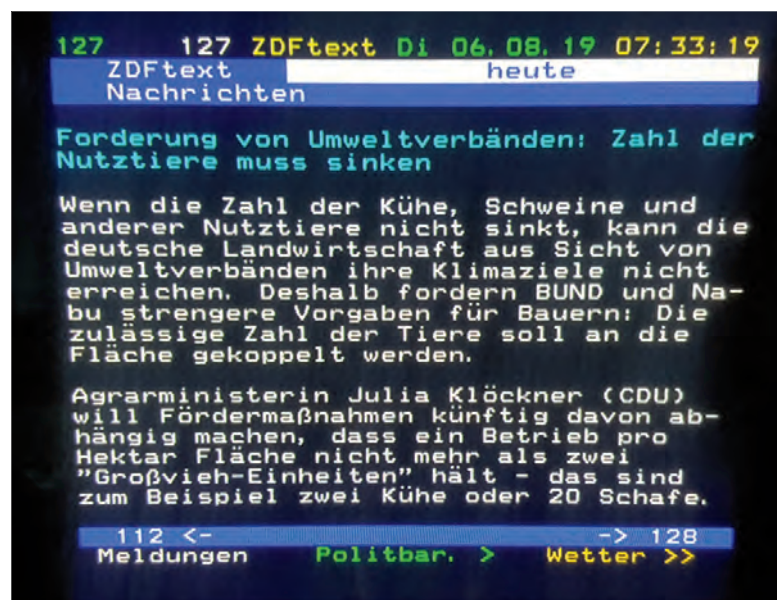 127 127 ZDFtext Di 06.08.19 07:33:19
ZDFtext heute
Nachrichten
Forderung von Umweltverbänden: Zahl der
Nutztiere muss sinken
Wenn die Zahl der Kühe, Schweine und
anderer Nutztiere nicht sinkt, kann die
deutsche Landwirtschaft aus Sicht von
Umweltverbänden ihre Klimaziele nicht
erreichen. Deshalb fordern BUND und Na-
bu strengere Vorgaben für Bauern: Die
zulässige Zahl der Tiere soll an die
Fläche gekoppelt werden.
Agrarministerin Julia Klöckner (CDU)
will Fördermaßnahmen künftig davon ab-
hängig machen, dass ein Betrieb pro
Hektar Fläche nicht mehr als zwei
"Großvieh-Einheiten" hält - das sind
zum Beispiel zwei Kühe oder 20 Schafe.
112 <- -> 128
Meldungen Politbar. > Wetter >>